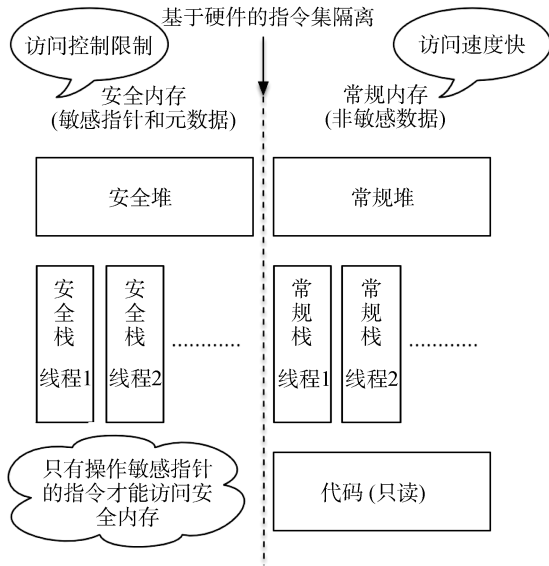 基于硬件的指令集隔离
访问控制限制
访问速度快
安全内存
(敏感指针和元数据)
常规内存
(非敏感数据)
安全堆
常规堆
安全栈
线程1
安全栈
线程2
............
常规栈
线程1
常规栈
线程2
............
只有操作敏感指针
的指令才能访问安
全内存
代码 (只读)